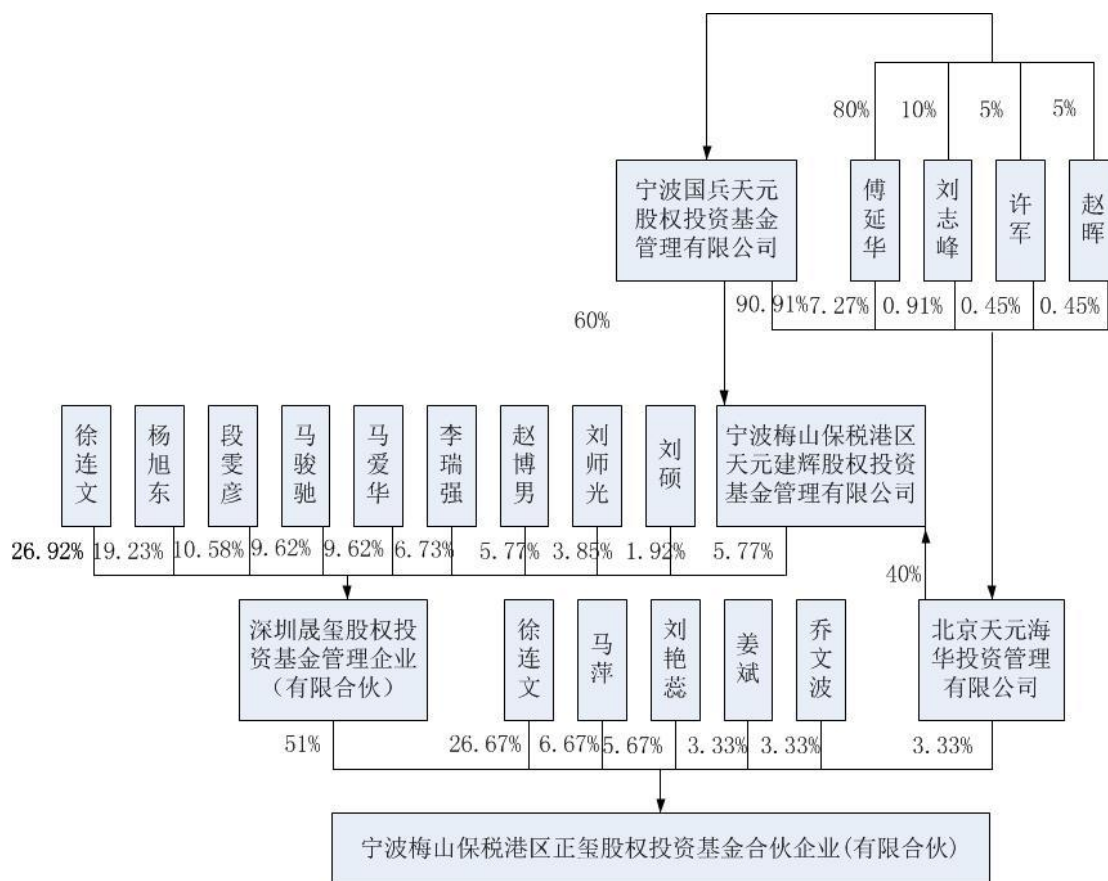 80%
10%
5%
5%
宁波国兵天元
股权投资基金
管理有限公司
傅延华
刘志峰
许军
赵晖
60%
90.91%
7.27%
0.91%
0.45%
0.45%
徐连文
杨旭东
段雯彦
马骏驰
马爱华
李瑞强
赵博男
刘师光
刘硕
宁波梅山保税港区
天元建辉股权投资
基金管理有限公司
26.92%
19.23%
10.58%
9.62%
9.62%
6.73%
5.77%
3.85%
1.92%
5.77%
40%
深圳晟玺股权投
资基金管理企业
（有限合伙）
徐连文
马萍
刘艳蕊
姜斌
乔文波
北京天元海
华投资管理
有限公司
51%
26.67%
6.67%
5.67%
3.33%
3.33%
3.33%
宁波梅山保税港区正玺股权投资基金合伙企业(有限合伙)